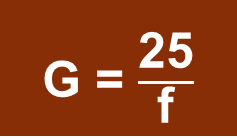 G = 25/f